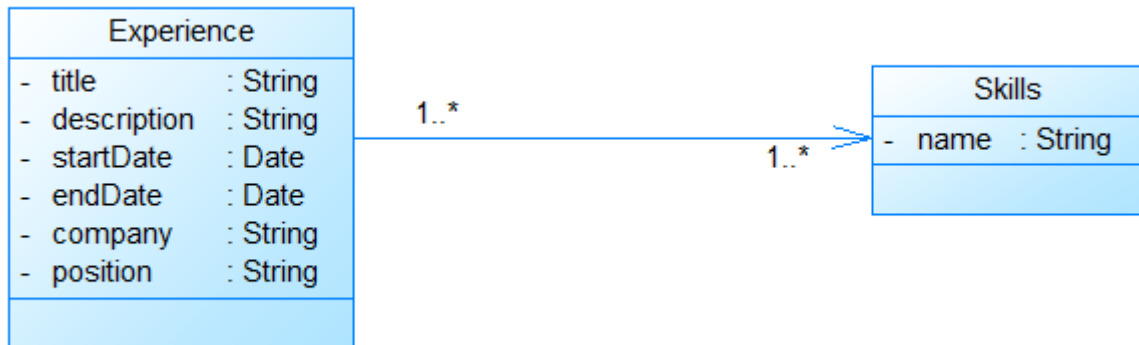 Experience
- title : String
- description : String
- startDate : Date
- endDate : Date
- company : String
- position : String
1..*
1..*
Skills
- name : String